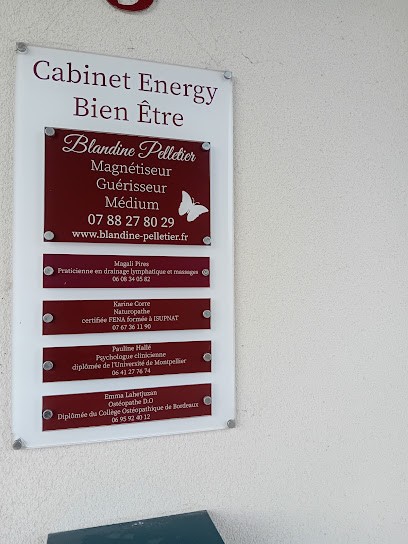 Cabinet Energy
Bien Être
Blandine Pelletier
Magnétiseur
Guérisseur
Médium
07 88 27 80 29
www.blandine-pelletier.fr
Magali Pires
Praticienne en drainage lymphatique et massages
06 08 34 05 82
Karine Corre
Naturopathe
certifiée FENA formée à ISUPNAT
07 67 36 11 90
Pauline Hallé
Psychologue clinicienne
diplômée de l'Université de Montpellier
06 41 27 76 74
Emma Lahetjuzan
Ostéopathe D.O
Diplômée du Collège Ostéopathique de Bordeaux
06 95 92 40 12